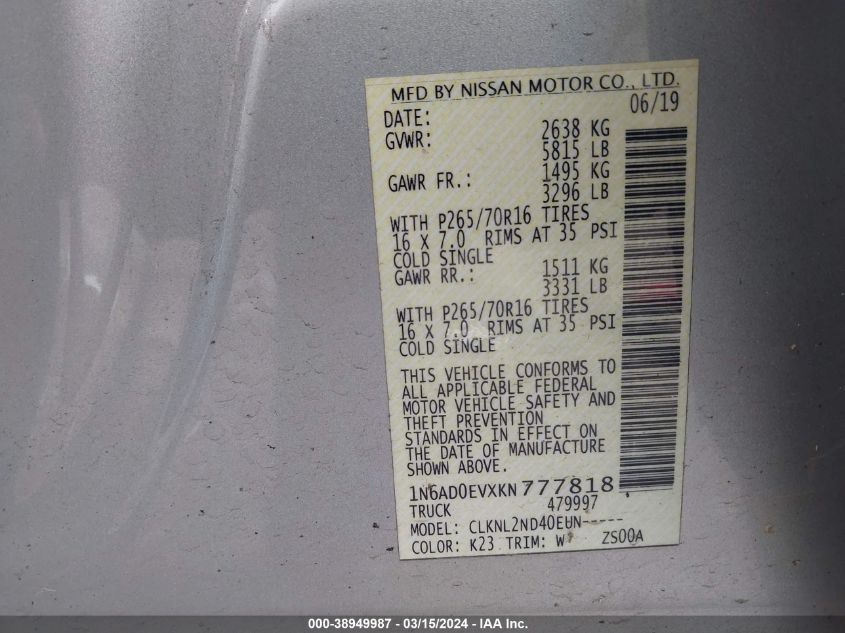 MFD BY NISSAN MOTOR CO., LTD.
DATE: 06/19
GVWR: 2638 KG
5815 LB
GAWR FR.: 1495 KG
3296 LB
WITH P265/70R16 TIRES
16 X 7.0 RIMS AT 35 PSI
COLD SINGLE
GAWR RR.: 1511 KG
3331 LB
WITH P265/70R16 TIRES
16 X 7.0 RIMS AT 35 PSI
COLD SINGLE
THIS VEHICLE CONFORMS TO
ALL APPLICABLE FEDERAL
MOTOR VEHICLE SAFETY AND
THEFT PREVENTION
STANDARDS IN EFFECT ON
THE DATE OF MANUFACTURE
SHOWN ABOVE.
1N6AD0EVXKN777818
TRUCK 479997
MODEL: CLKNL2ND40EUN-----
COLOR: K23 TRIM: W ZS00A
000-38949987 - 03/15/2024 - IAA Inc.